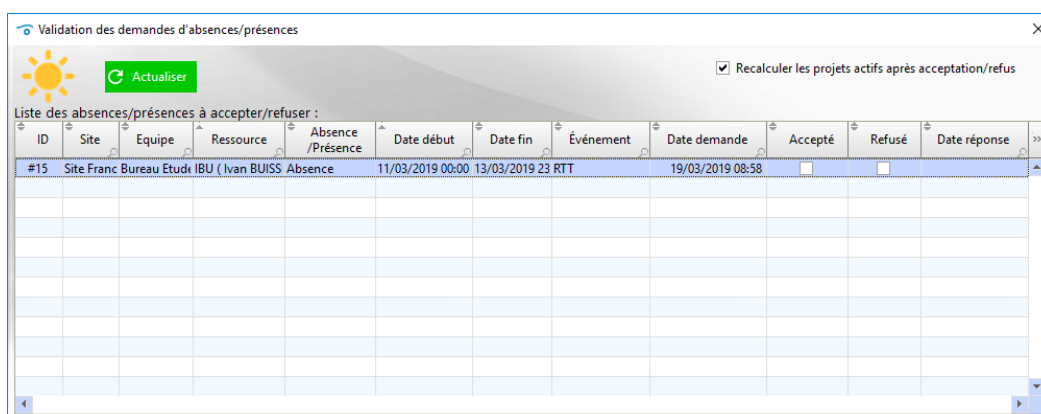 Validation des demandes d'absences/présences
Actualiser
Recalculer les projets actifs après acceptation/refus
Liste des absences/présences à accepter/refuser :
ID Site Equipe Ressource Absence /Présence Date début Date fin Événement Date demande Accepté Refusé Date réponse
#15 Site Franc Bureau Etude IBU ( Ivan BUISS Absence 11/03/2019 00:00 13/03/2019 23 RTT 19/03/2019 08:58